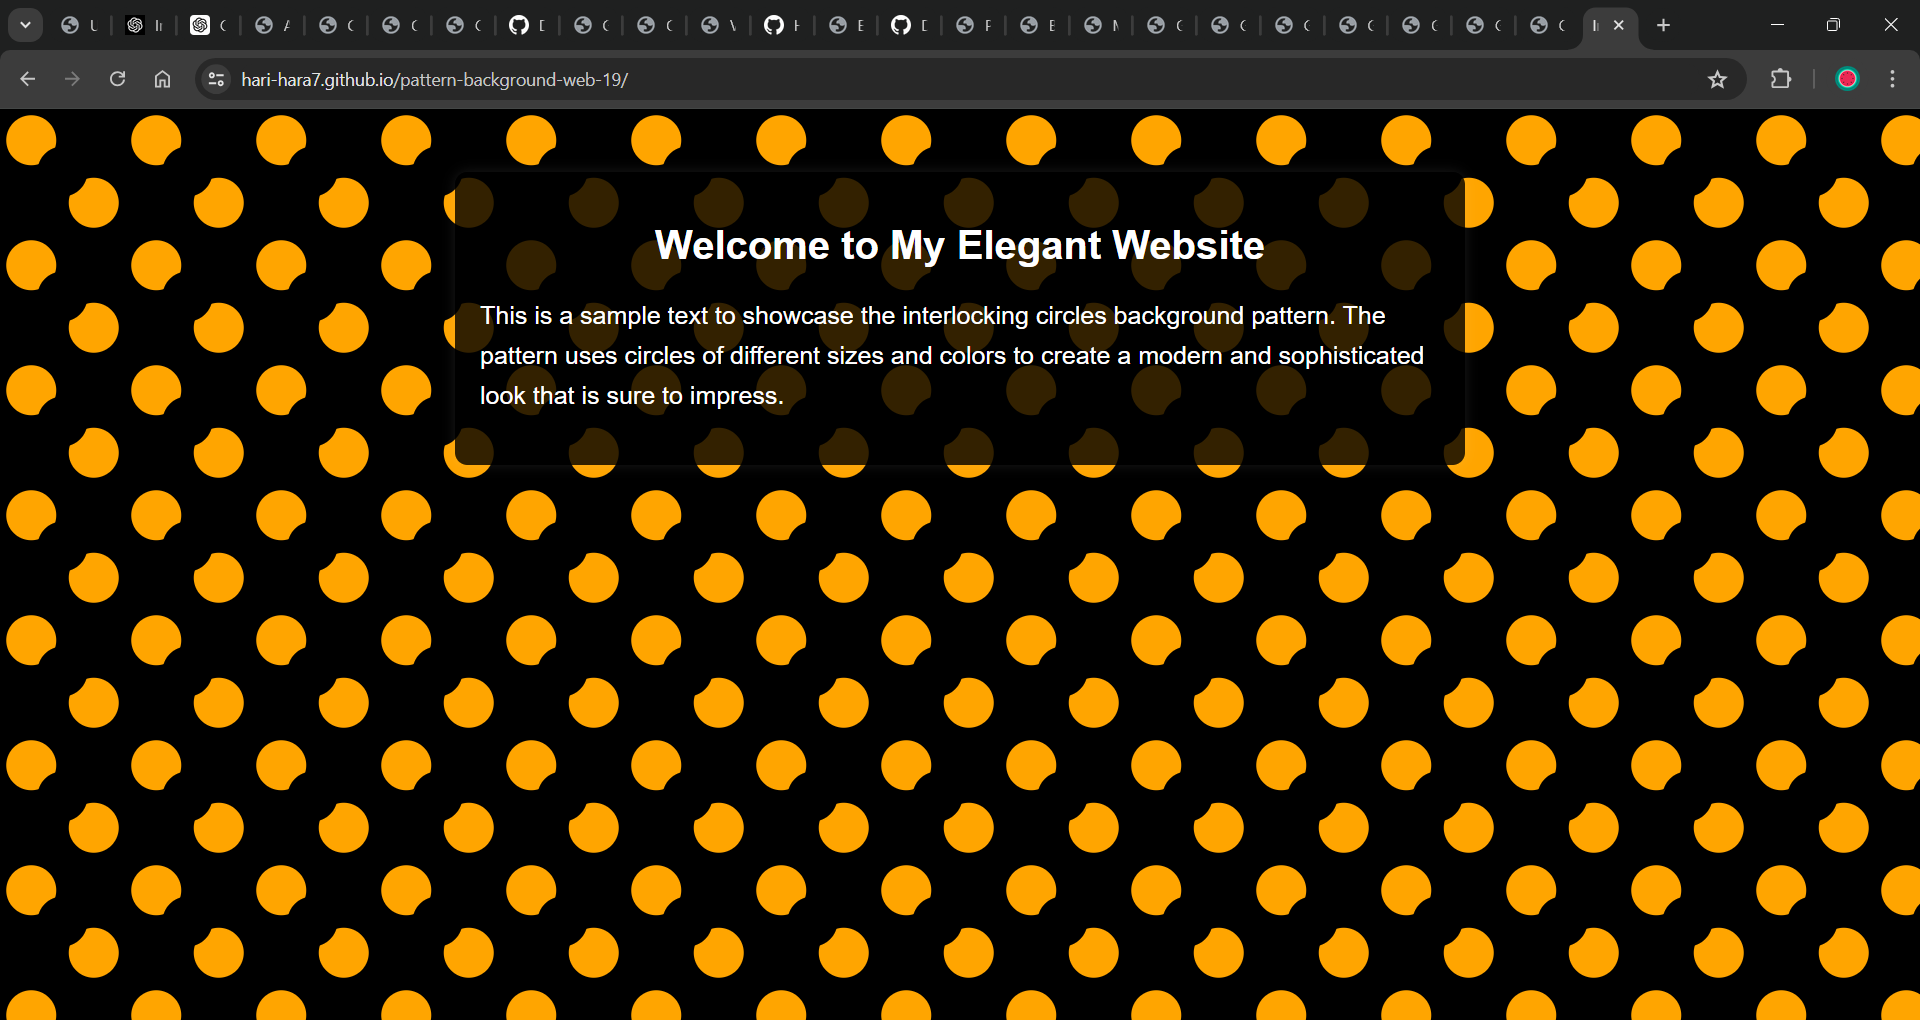 hari-hara7.github.io/pattern-background-web-19/
Welcome to My Elegant Website
This is a sample text to showcase the interlocking circles background pattern. The
pattern uses circles of different sizes and colors to create a modern and sophisticated
look that is sure to impress.